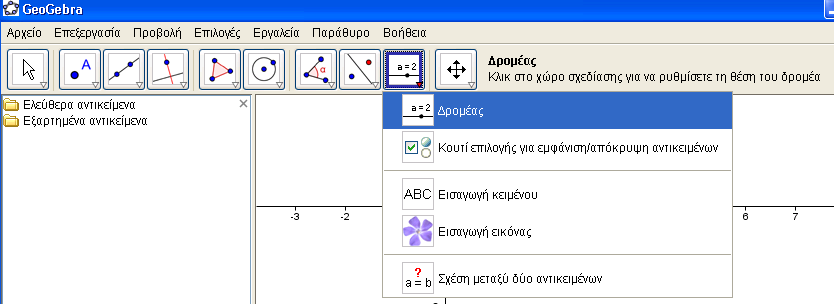 GeoGebra
Αρχείο Επεξεργασία Προβολή Επιλογές Εργαλεία Παράθυρο Βοήθεια
A
α
a = 2
Δρομέας
Κλικ στο χώρο σχεδίασης για να ρυθμίσετε τη θέση του δρομέα
Ελεύθερα αντικείμενα
Εξαρτημένα αντικείμενα
a = 2
Δρομέας
Κουτί επιλογής για εμφάνιση/απόκρυψη αντικειμένων
ABC
Εισαγωγή κειμένου
Εισαγωγή εικόνας
?
a = b
Σχέση μεταξύ δύο αντικειμένων
-3 -2 6 7